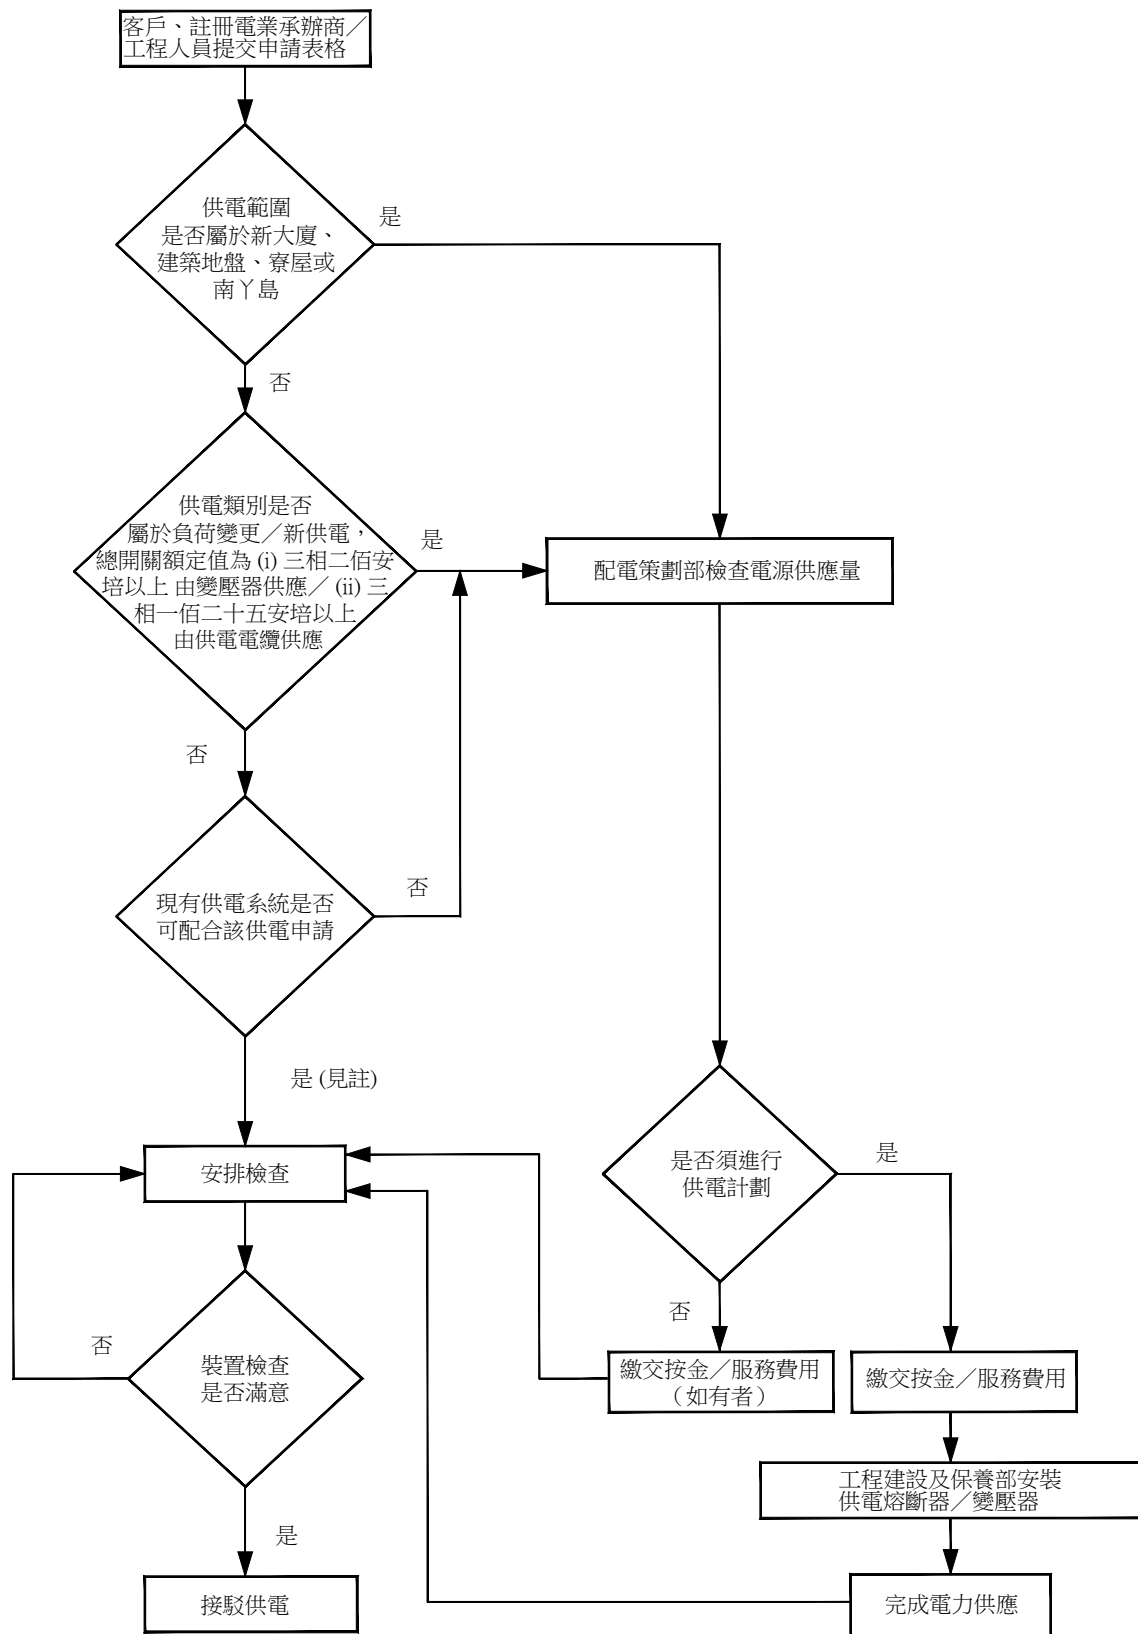 客戶、註冊電業承辦商／
工程人員提交申請表格
供電範圍
是否屬於新大廈、
建築地盤、寮屋或
南丫島
是
否
供電類別是否
屬於負荷變更／新供電，
總開關額定值為 (i) 三相二佰安
培以上 由變壓器供應／ (ii) 三
相一佰二十五安培以上
由供電電纜供應
是
配電策劃部檢查電源供應量
否
現有供電系統是否
可配合該供電申請
否
是 (見註)
安排檢查
是否須進行
供電計劃
是
否
裝置檢查
是否滿意
否
繳交按金／服務費用
（如有者）
繳交按金／服務費用
工程建設及保養部安裝
供電熔斷器／變壓器
是
接駁供電
完成電力供應